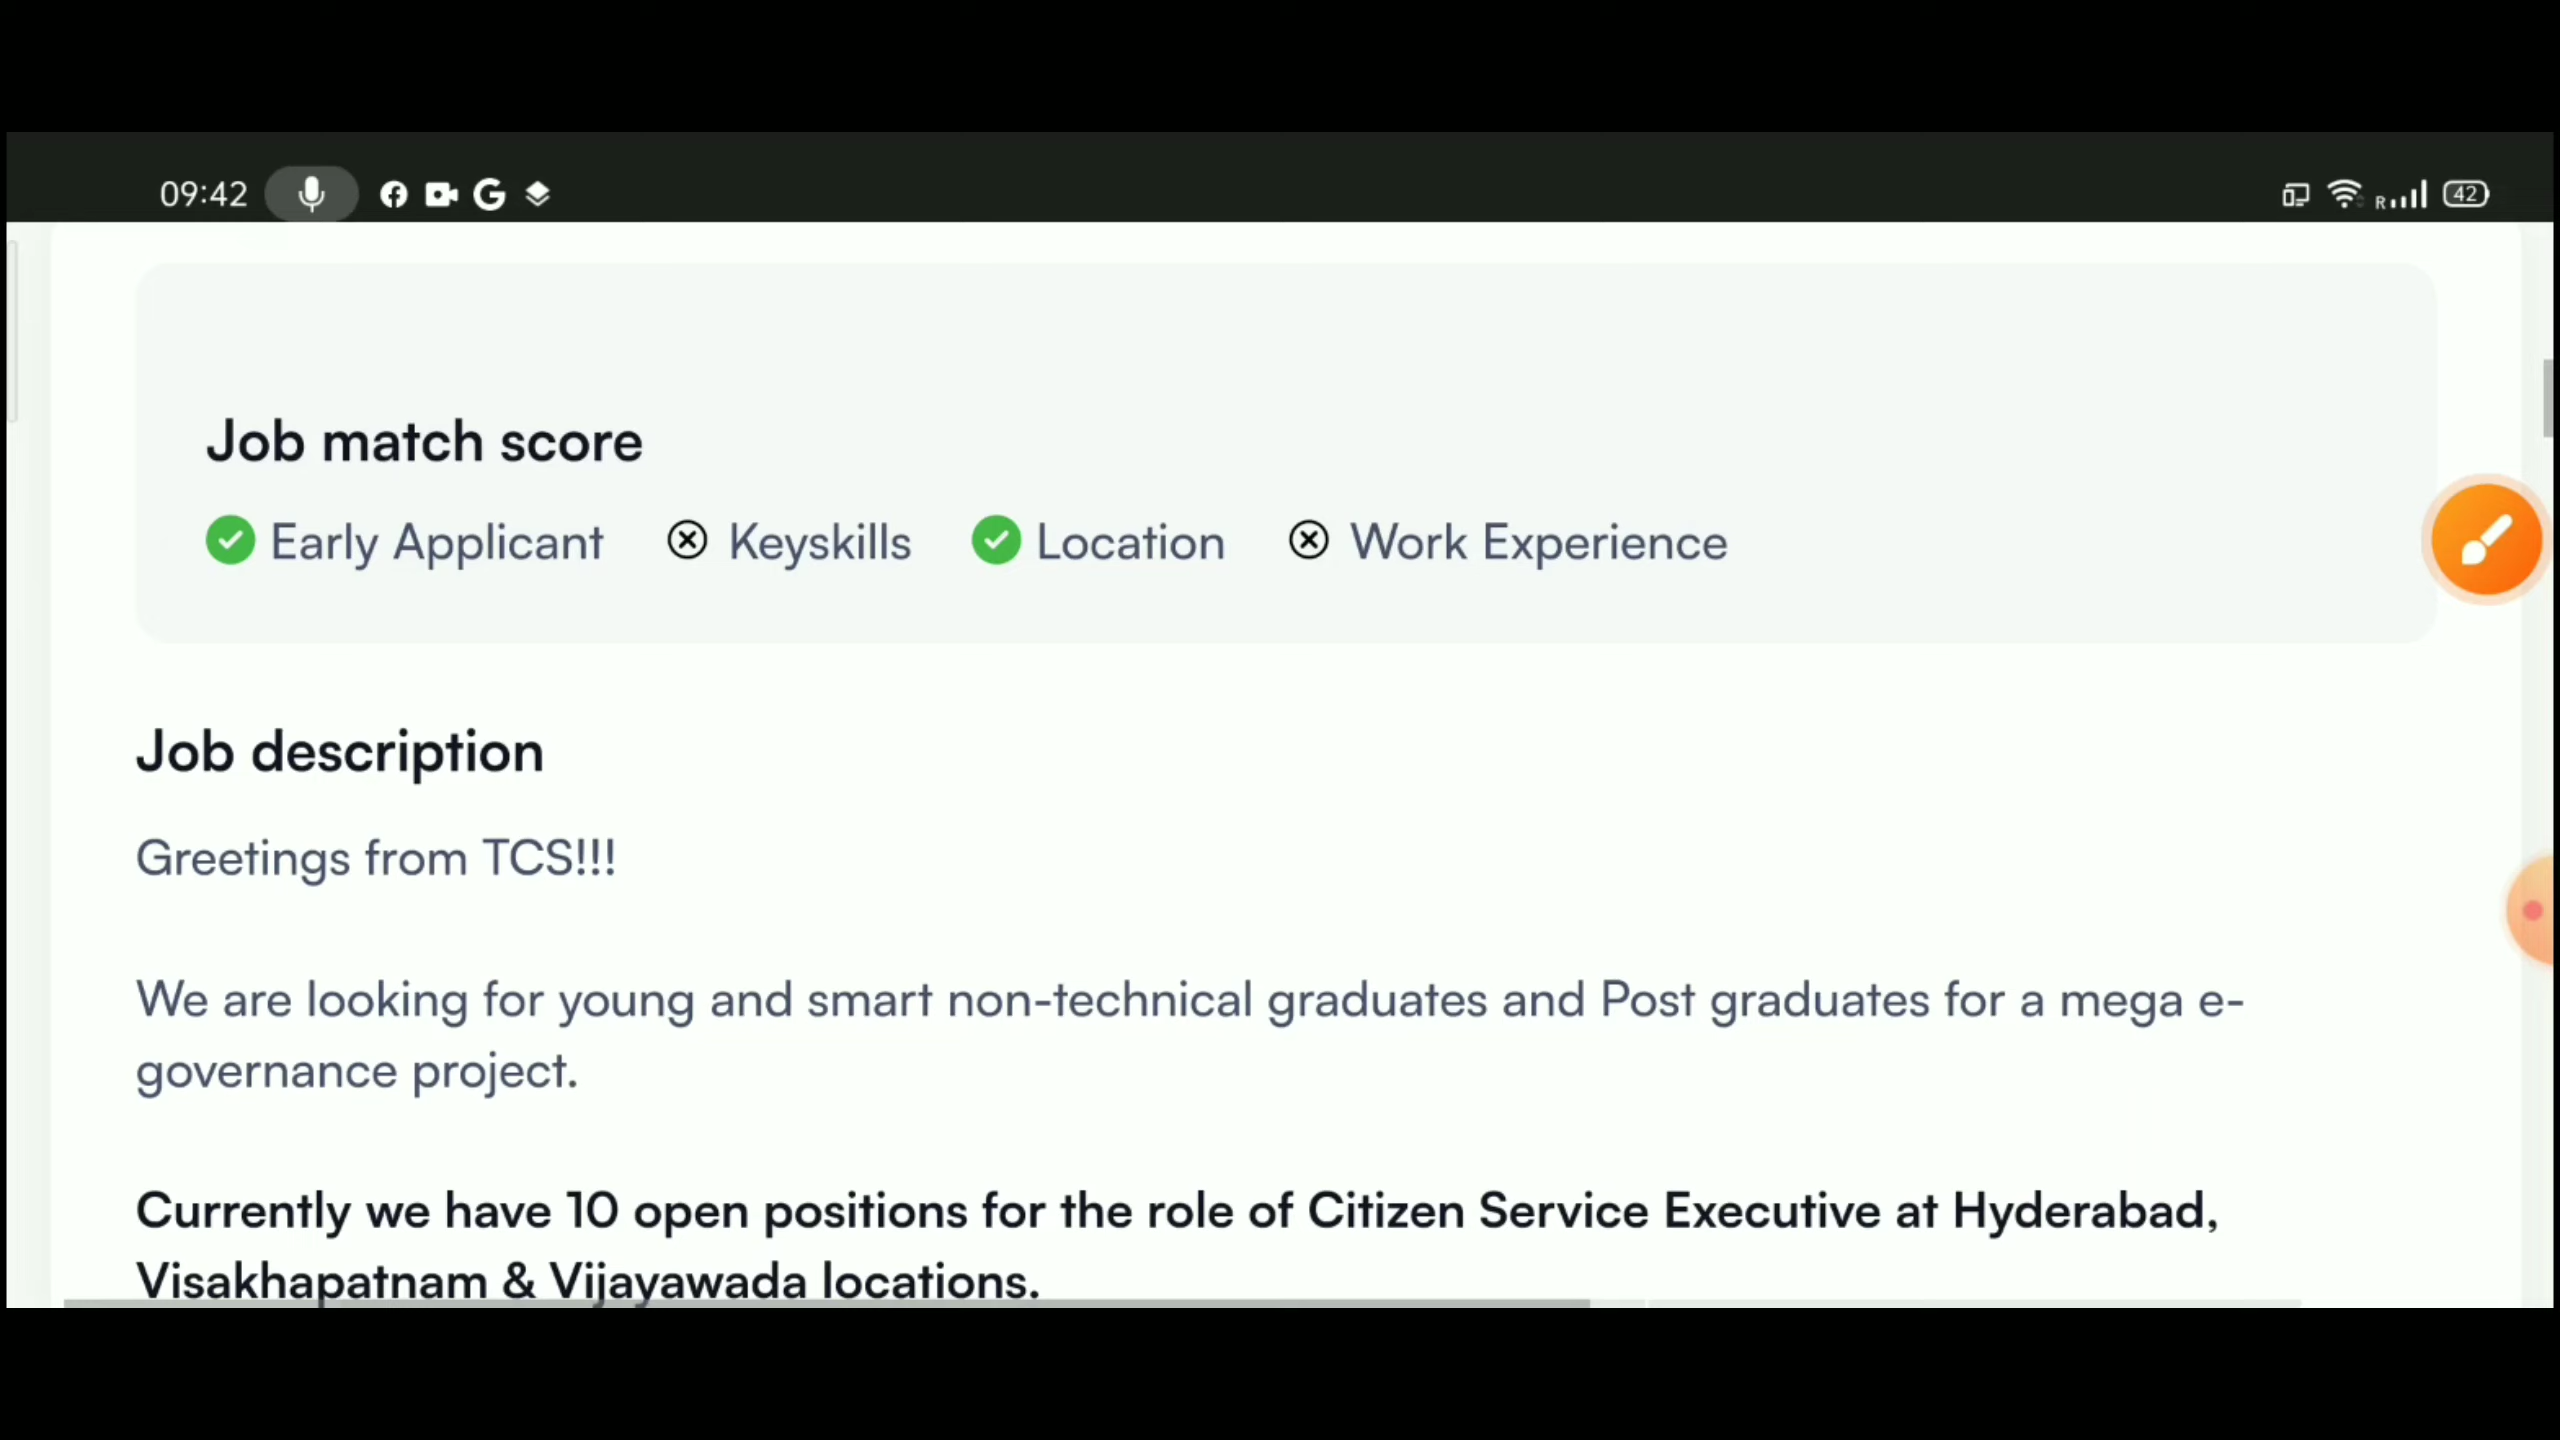 09:42
R
42
Job match score
Early Applicant Keyskills Location Work Experience
Job description
Greetings from TCS!!!
We are looking for young and smart non-technical graduates and Post graduates for a mega e-
governance project.
Currently we have 10 open positions for the role of Citizen Service Executive at Hyderabad,
Visakhapatnam & Vijayawada locations.